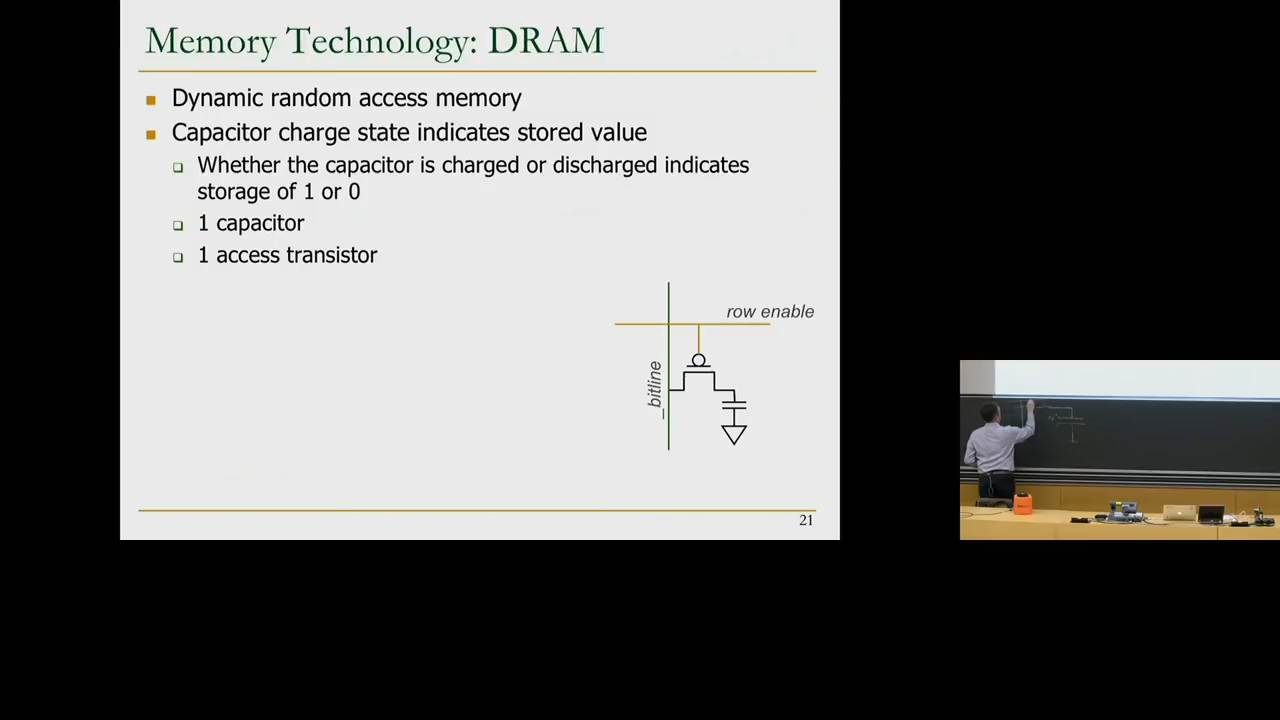 Memory Technology: DRAM
Dynamic random access memory
Capacitor charge state indicates stored value
Whether the capacitor is charged or discharged indicates
storage of 1 or 0
1 capacitor
1 access transistor
row enable
_bitline
21